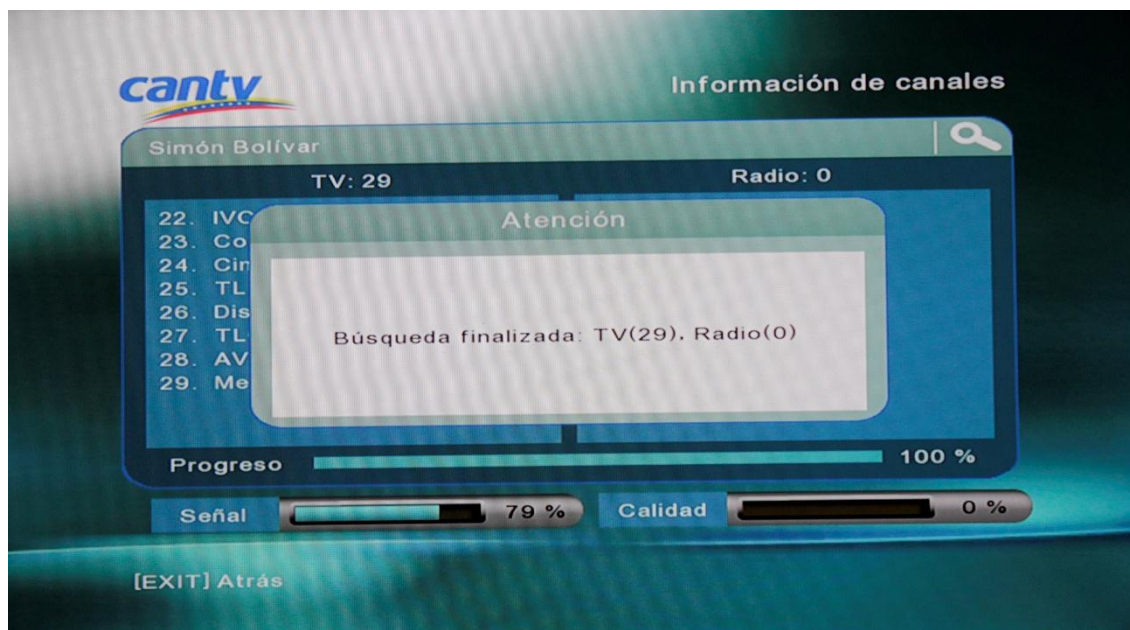 cantv
Información de canales
Simón Bolívar
TV: 29
Radio: 0
22. IVC
23. Co
24. Cin
25. TL
26. Dis
27. TL
28. AV
29. Me
Atención
Búsqueda finalizada: TV(29), Radio(0)
Progreso
100 %
Señal
79 %
Calidad
0 %
[EXIT] Atrás